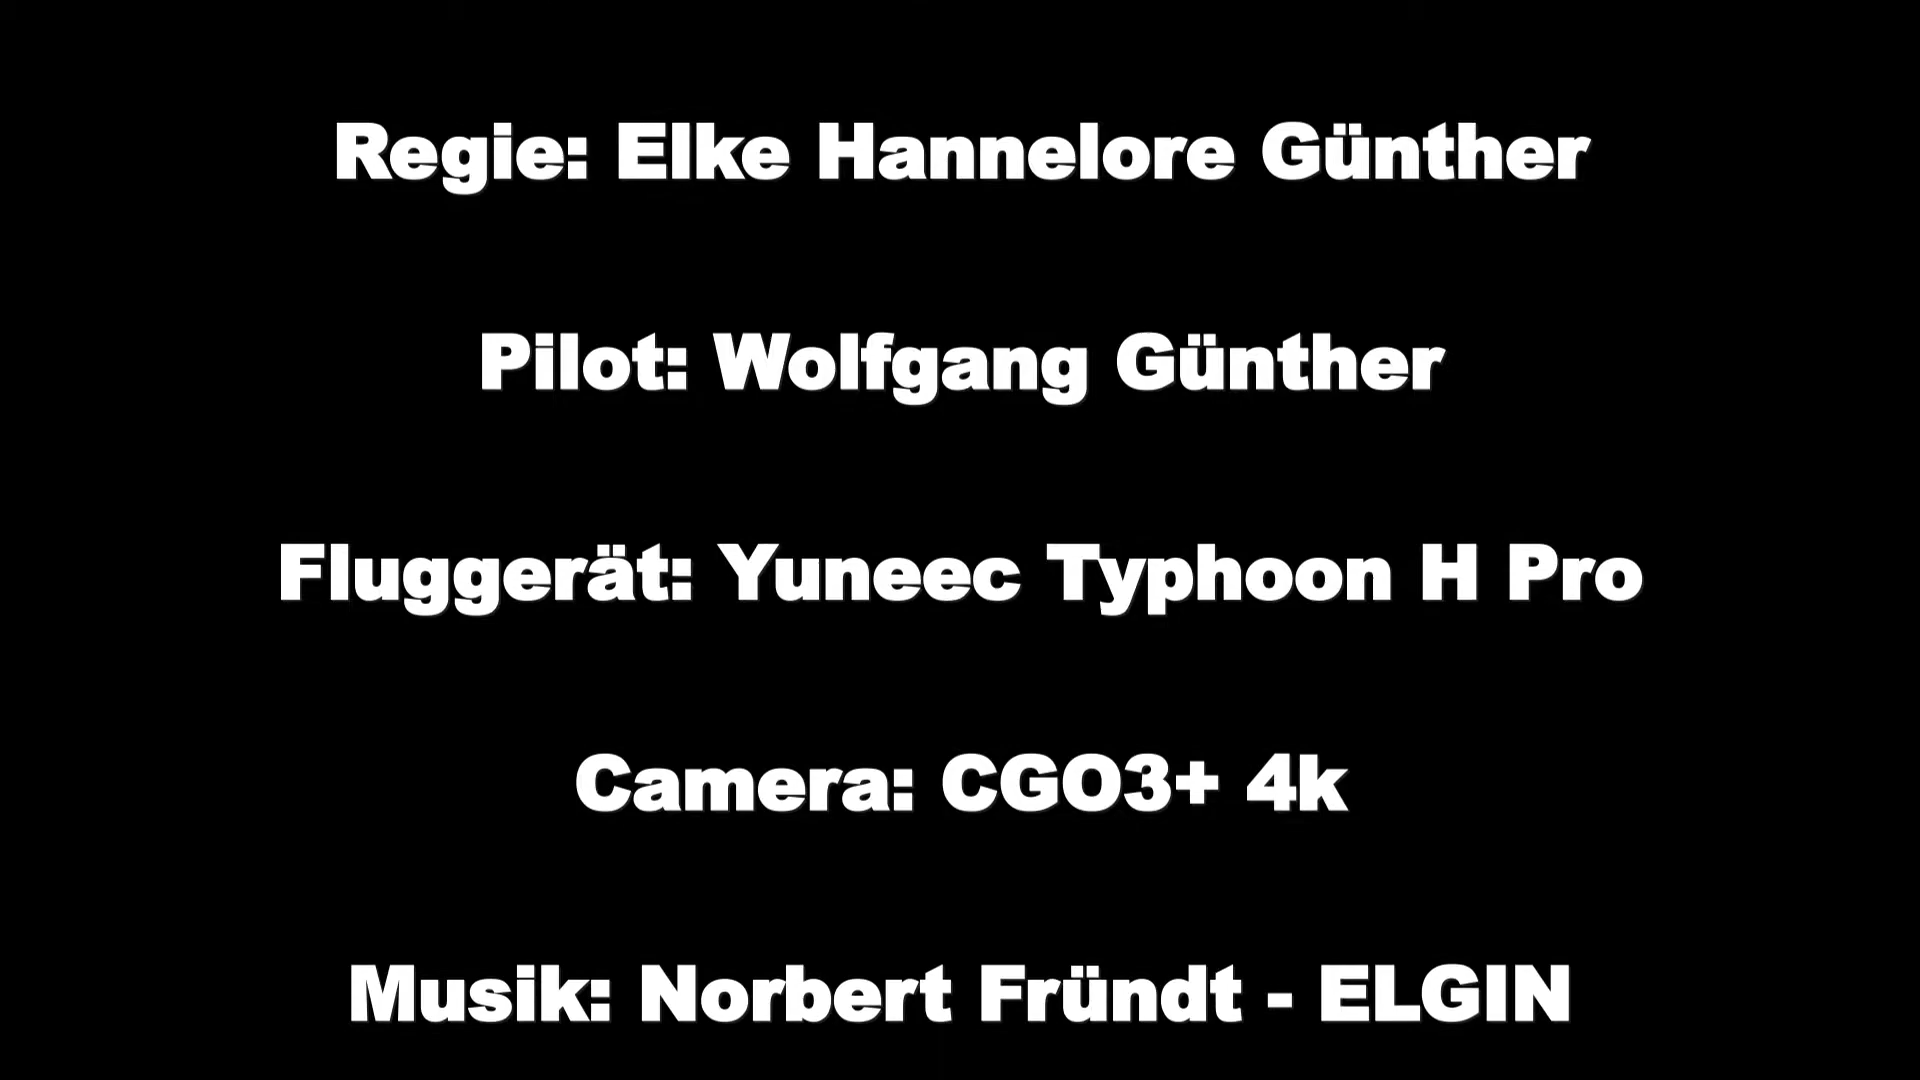 Regie: Elke Hannelore Günther
Pilot: Wolfgang Günther
Fluggerät: Yuneec Typhoon H Pro
Camera: CGO3+ 4k
Musik: Norbert Fründt - ELGIN